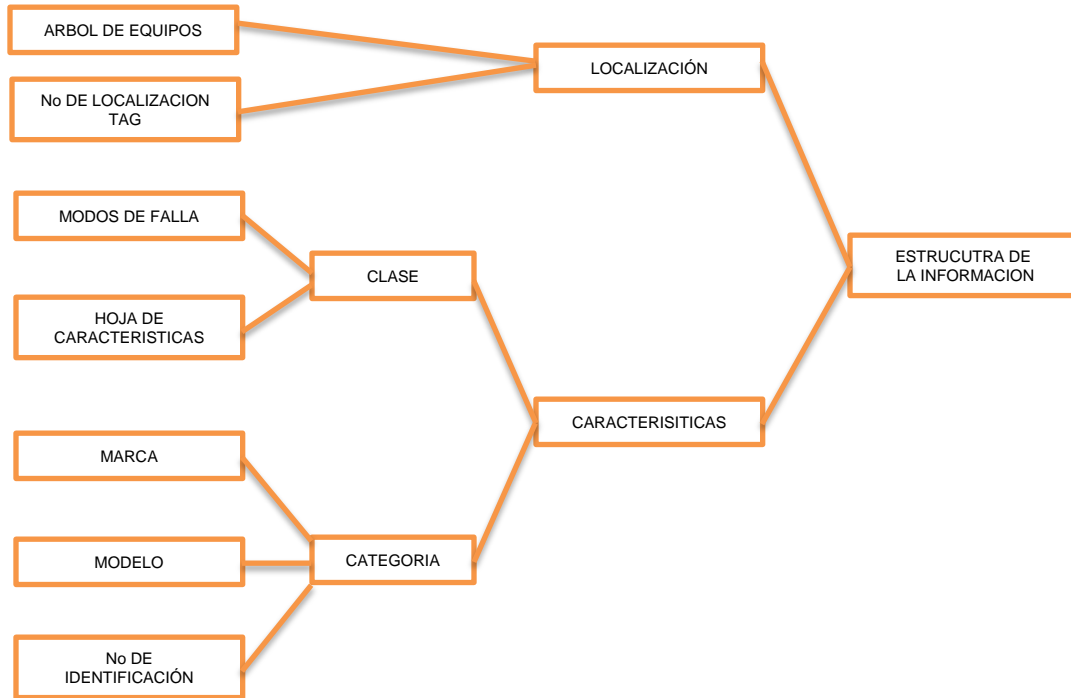 ARBOL DE EQUIPOS
LOCALIZACIÓN
No DE LOCALIZACION
TAG
MODOS DE FALLA
CLASE
ESTRUCUTRA DE
LA INFORMACION
HOJA DE
CARACTERISTICAS
CARACTERISITICAS
MARCA
MODELO
CATEGORIA
No DE
IDENTIFICACIÓN